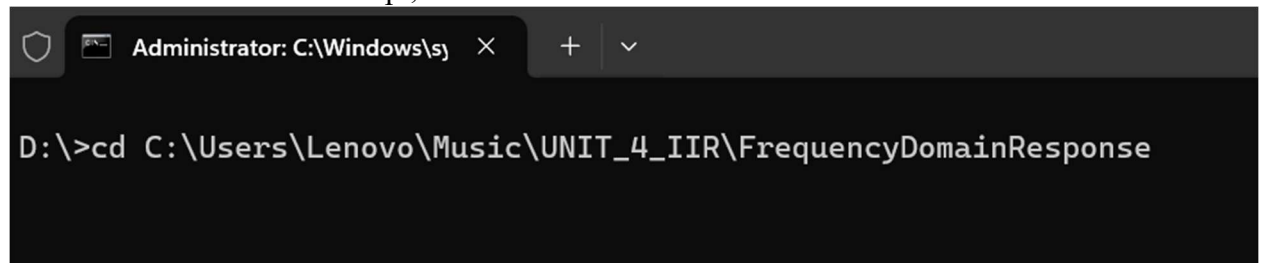 Administrator: C:\Windows\sy
D:\>cd C:\Users\Lenovo\Music\UNIT_4_IIR\FrequencyDomainResponse